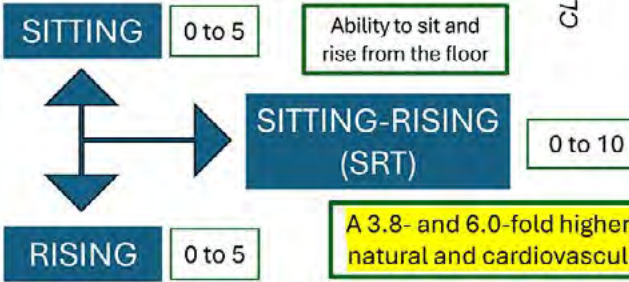 SITTING
0 to 5
Ability to sit and
rise from the floor
CL
SITTING-RISING
(SRT)
0 to 10
A 3.8- and 6.0-fold higher
natural and cardiovascul
RISING
0 to 5